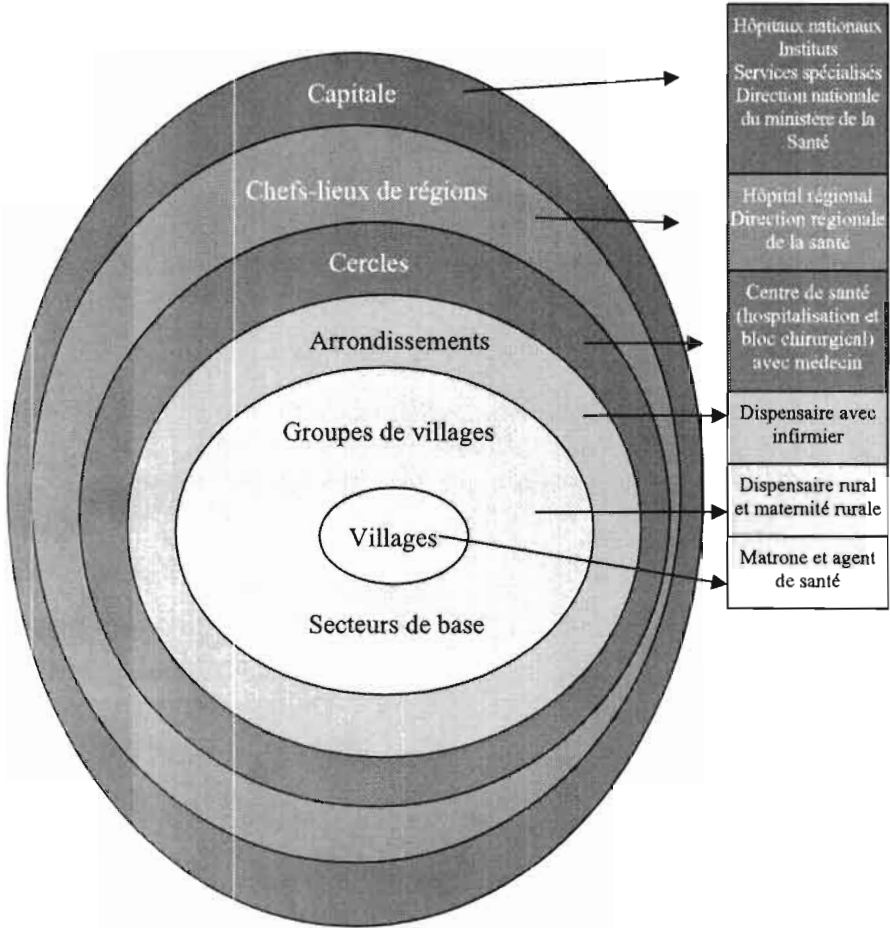 Capitale
Chefs-lieux de régions
Cercles
Arrondissements
Groupes de villages
Villages
Secteurs de base
Hôpitaux nationaux
Instituts
Services spécialisés
Direction nationale
du ministère de la
Santé
Hôpital régional
Direction régionale
de la santé
Centre de santé
(hospitalisation et
bloc chirurgical)
avec médecin
Dispensaire avec
infirmier
Dispensaire rural
et maternité rurale
Matrone et agent
de santé